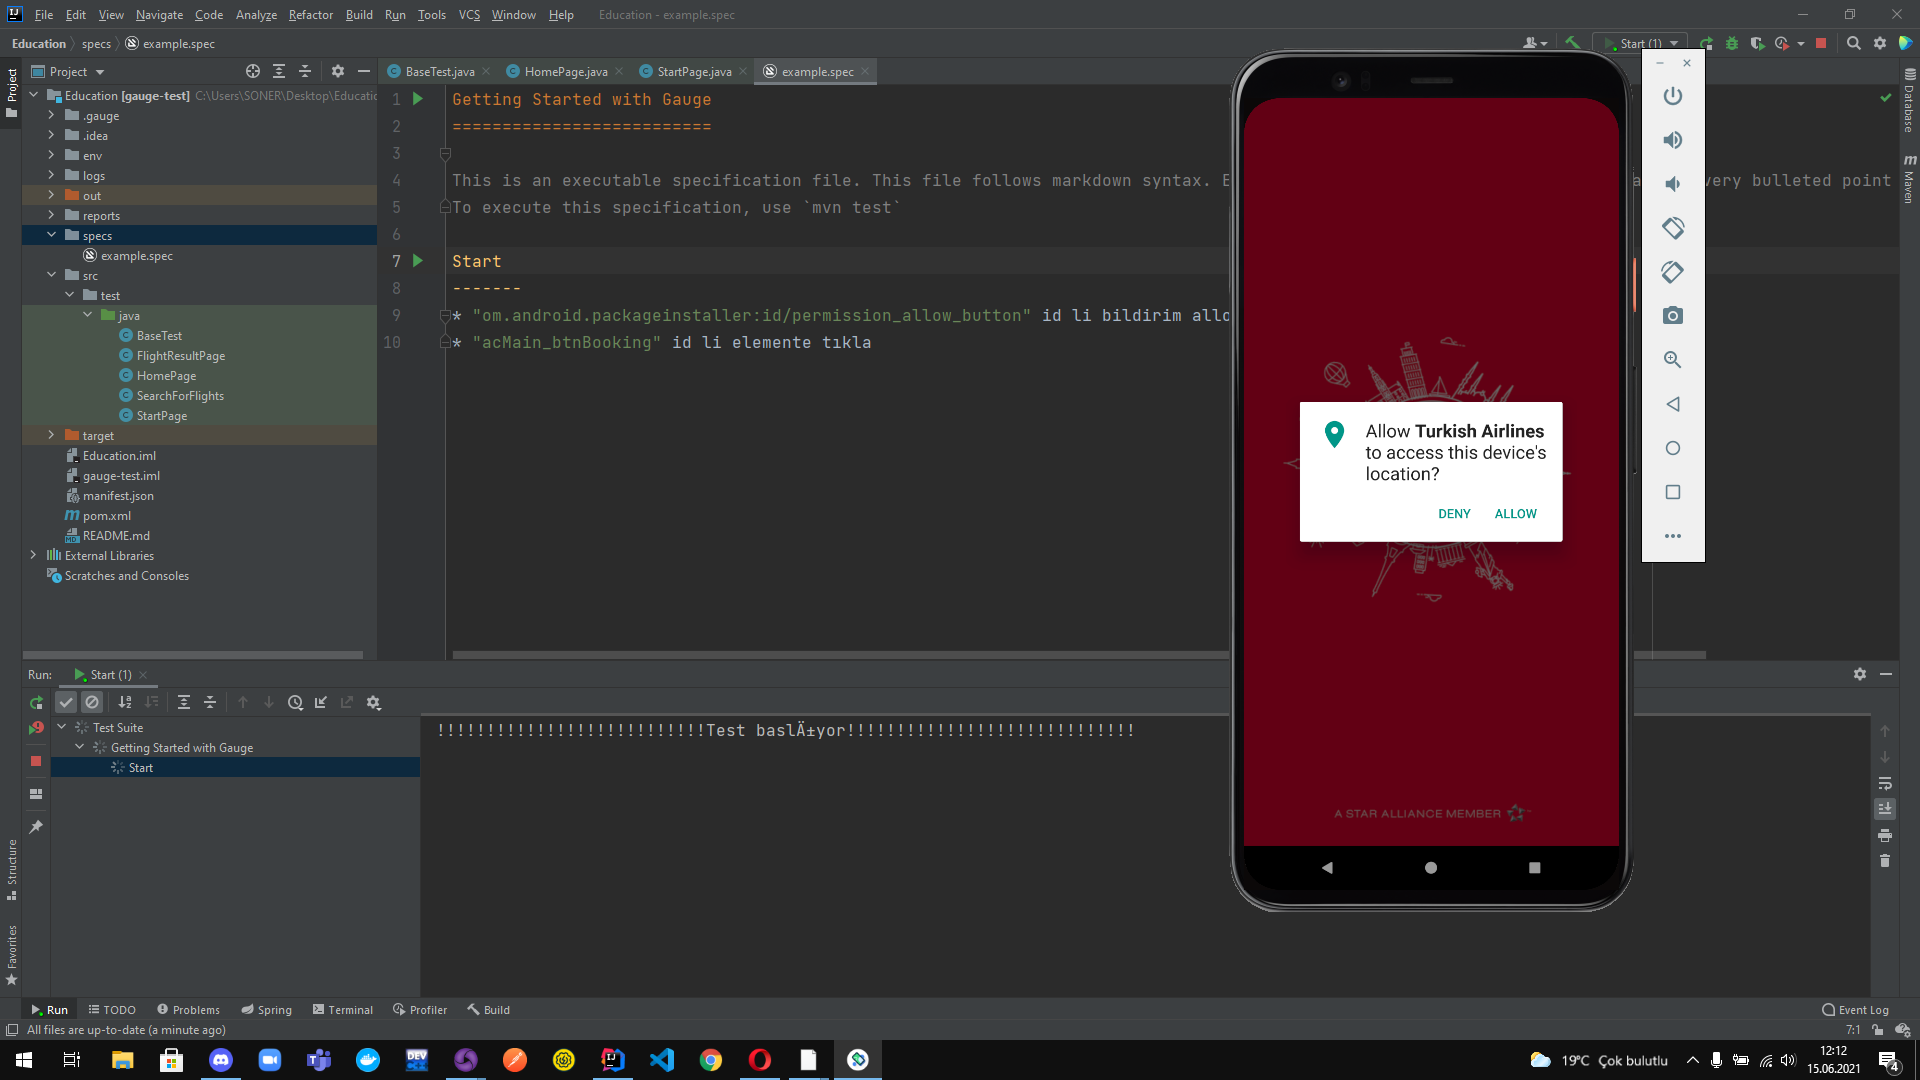 File Edit View Navigate Code Analyze Refactor Build Run Tools VCS Window Help Education - example.spec
Education specs example.spec Start (1)
Project BaseTest.java HomePage.java StartPage.java example.spec
Project
Education [gauge-test] C:\Users\SONER\Desktop\Educatio
.gauge
.idea
env
logs
out
reports
specs
example.spec
src
test
java
BaseTest
FlightResultPage
HomePage
SearchForFlights
StartPage
target
Education.iml
gauge-test.iml
manifest.json
pom.xml
README.md
External Libraries
Scratches and Consoles
1 Getting Started with Gauge
2 ==========================
3
4 This is an executable specification file. This file follows markdown syntax. E very bulleted point
5 To execute this specification, use `mvn test`
6
7 Start
8 -------
9 * "om.android.packageinstaller:id/permission_allow_button" id li bildirim allo
10 * "acMain_btnBooking" id li elemente tıkla
Allow Turkish Airlines
to access this device's
location?
DENY ALLOW
A STAR ALLIANCE MEMBER
Database
Maven
Run: Start (1)
Test Suite
Getting Started with Gauge
Start
!!!!!!!!!!!!!!!!!!!!!!!!!!!Test baslÄ±yor!!!!!!!!!!!!!!!!!!!!!!!!!!!!!
Structure
Favorites
Run TODO Problems Spring Terminal Profiler Build Event Log
All files are up-to-date (a minute ago) 7:1
DEV
C++
19°C Çok bulutlu
12:12
15.06.2021
4